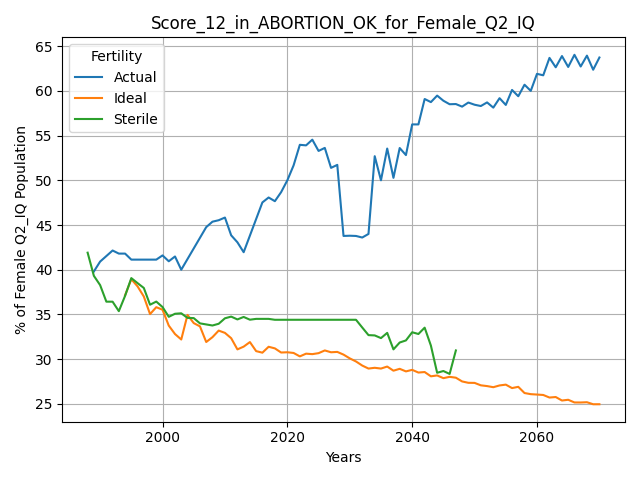 Score_12_in_ABORTION_OK_for_Female_Q2_IQ
Fertility
Actual
Ideal
Sterile
% of Female Q2_IQ Population
65
60
55
50
45
40
35
30
25
2000
2020
2040
2060
Years